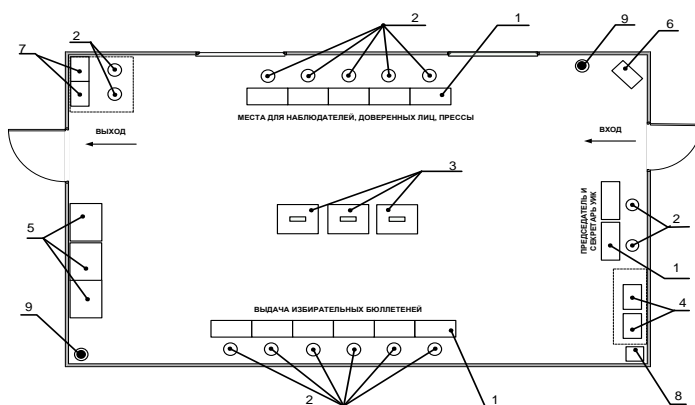 2 1 9 6
7 2
МЕСТА ДЛЯ НАБЛЮДАТЕЛЕЙ, ДОВЕРЕННЫХ ЛИЦ, ПРЕССЫ
ВЫХОД
ВХОД
3
ПРЕДСЕДАТЕЛЬ И
СЕКРЕТАРЬ УИК
2
5
1
4
ВЫДАЧА ИЗБИРАТЕЛЬНЫХ БЮЛЛЕТЕНЕЙ
9
2 1 8